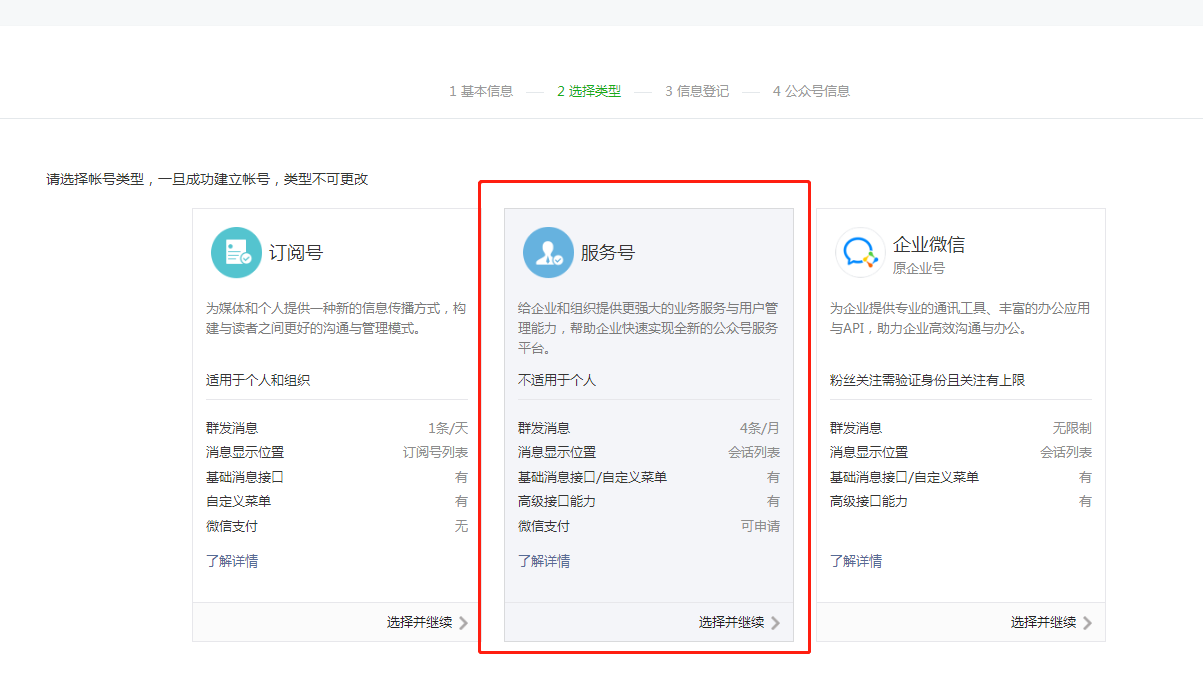 1 基本信息 2 选择类型 3 信息登记 4 公众号信息
请选择帐号类型，一旦成功建立帐号，类型不可更改
订阅号
为媒体和个人提供一种新的信息传播方式，构
建与读者之间更好的沟通与管理模式。
适用于个人和组织
群发消息 1条/天
消息显示位置 订阅号列表
基础消息接口 有
自定义菜单 有
微信支付 无
了解详情
选择并继续
服务号
给企业和组织提供更强大的业务服务与用户管
理能力，帮助企业快速实现全新的公众号服务
平台。
不适用于个人
群发消息 4条/月
消息显示位置 会话列表
基础消息接口/自定义菜单 有
高级接口能力 有
微信支付 可申请
了解详情
选择并继续
企业微信
原企业号
为企业提供专业的通讯工具、丰富的办公应用
与API，助力企业高效沟通与办公。
粉丝关注需验证身份且关注有上限
群发消息 无限制
消息显示位置 会话列表
基础消息接口/自定义菜单 有
高级接口能力 有
了解详情
选择并继续